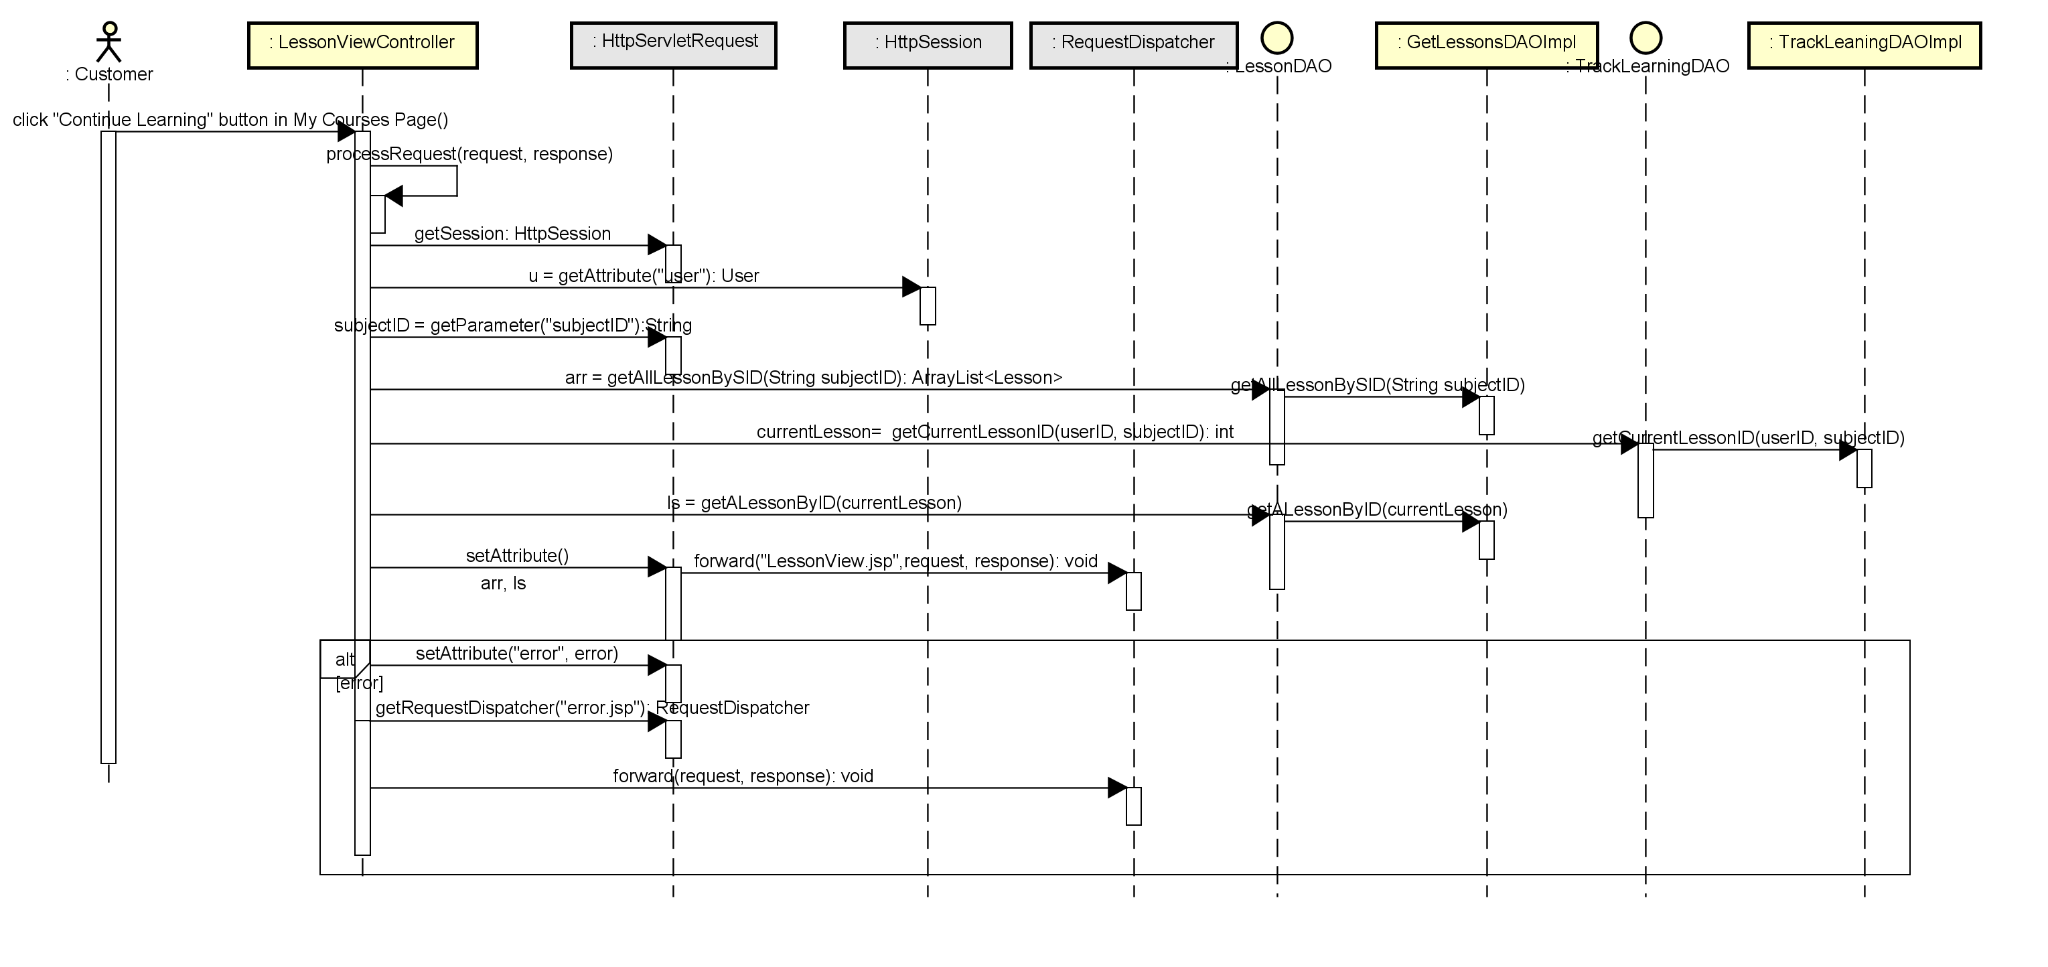 : Customer
: LessonViewController
: HttpServletRequest
: HttpSession
: RequestDispatcher
: LessonDAO
: GetLessonsDAOImpl
: TrackLearningDAO
: TrackLeaningDAOImpl
click "Continue Learning" button in My Courses Page()
processRequest(request, response)
getSession: HttpSession
u = getAttribute("user"): User
subjectID = getParameter("subjectID"):String
arr = getAllLessonBySID(String subjectID): ArrayList<Lesson>
getAllLessonBySID(String subjectID)
currentLesson=  getCurrentLessonID(userID, subjectID): int
getCurrentLessonID(userID, subjectID)
ls = getALessonByID(currentLesson)
getALessonByID(currentLesson)
setAttribute()
arr, ls
forward("LessonView.jsp",request, response): void
alt
[error]
setAttribute("error", error)
getRequestDispatcher("error.jsp"): RequestDispatcher
forward(request, response): void